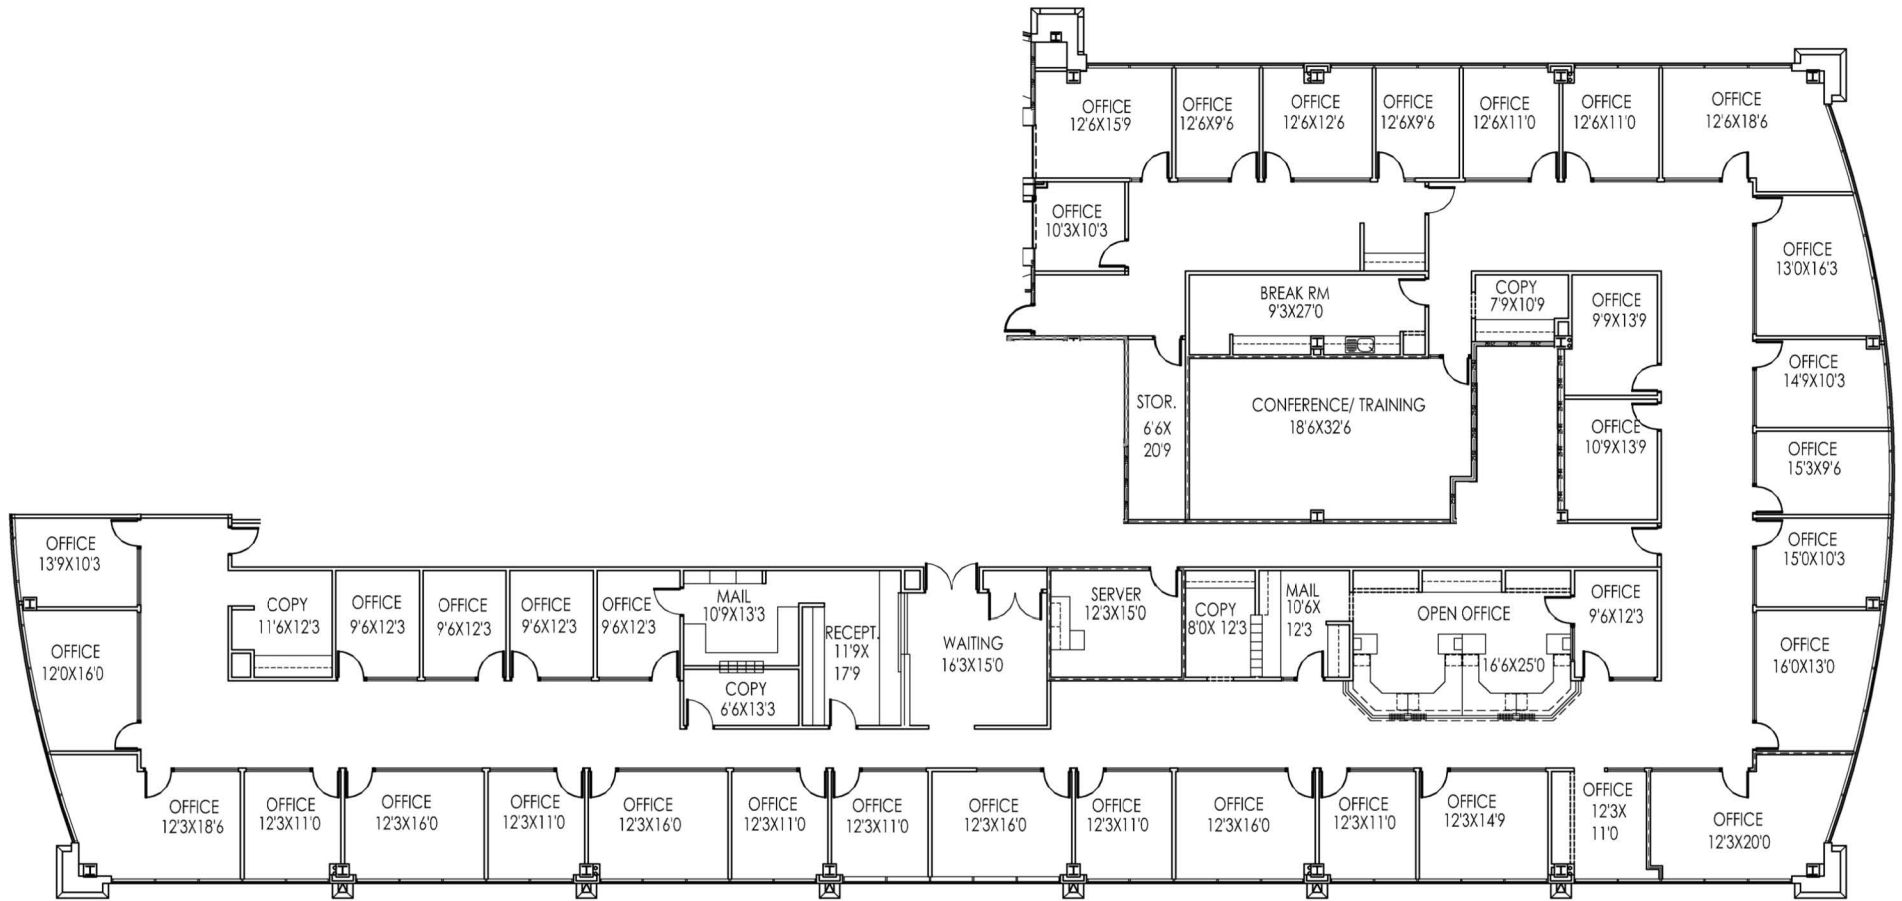 OFFICE
12'6X15'9
OFFICE
12'6X9'6
OFFICE
12'6X12'6
OFFICE
12'6X9'6
OFFICE
12'6X11'0
OFFICE
12'6X11'0
OFFICE
12'6X18'6
OFFICE
10'3X10'3
OFFICE
13'0X16'3
BREAK RM
9'3X27'0
COPY
7'9X10'9
OFFICE
9'9X13'9
OFFICE
14'9X10'3
STOR.
6'6X
20'9
CONFERENCE/ TRAINING
18'6X32'6
OFFICE
10'9X13'9
OFFICE
15'3X9'6
OFFICE
15'0X10'3
OFFICE
13'9X10'3
OFFICE
12'0X16'0
COPY
11'6X12'3
OFFICE
9'6X12'3
OFFICE
9'6X12'3
OFFICE
9'6X12'3
OFFICE
9'6X12'3
MAIL
10'9X13'3
COPY
6'6X13'3
RECEPT.
11'9X
17'9
WAITING
16'3X15'0
SERVER
12'3X15'0
COPY
8'0X 12'3
MAIL
10'6X
12'3
OPEN OFFICE
16'6X25'0
OFFICE
9'6X12'3
OFFICE
16'0X13'0
OFFICE
12'3X18'6
OFFICE
12'3X11'0
OFFICE
12'3X16'0
OFFICE
12'3X11'0
OFFICE
12'3X16'0
OFFICE
12'3X11'0
OFFICE
12'3X11'0
OFFICE
12'3X16'0
OFFICE
12'3X11'0
OFFICE
12'3X16'0
OFFICE
12'3X11'0
OFFICE
12'3X14'9
OFFICE
12'3X
11'0
OFFICE
12'3X20'0